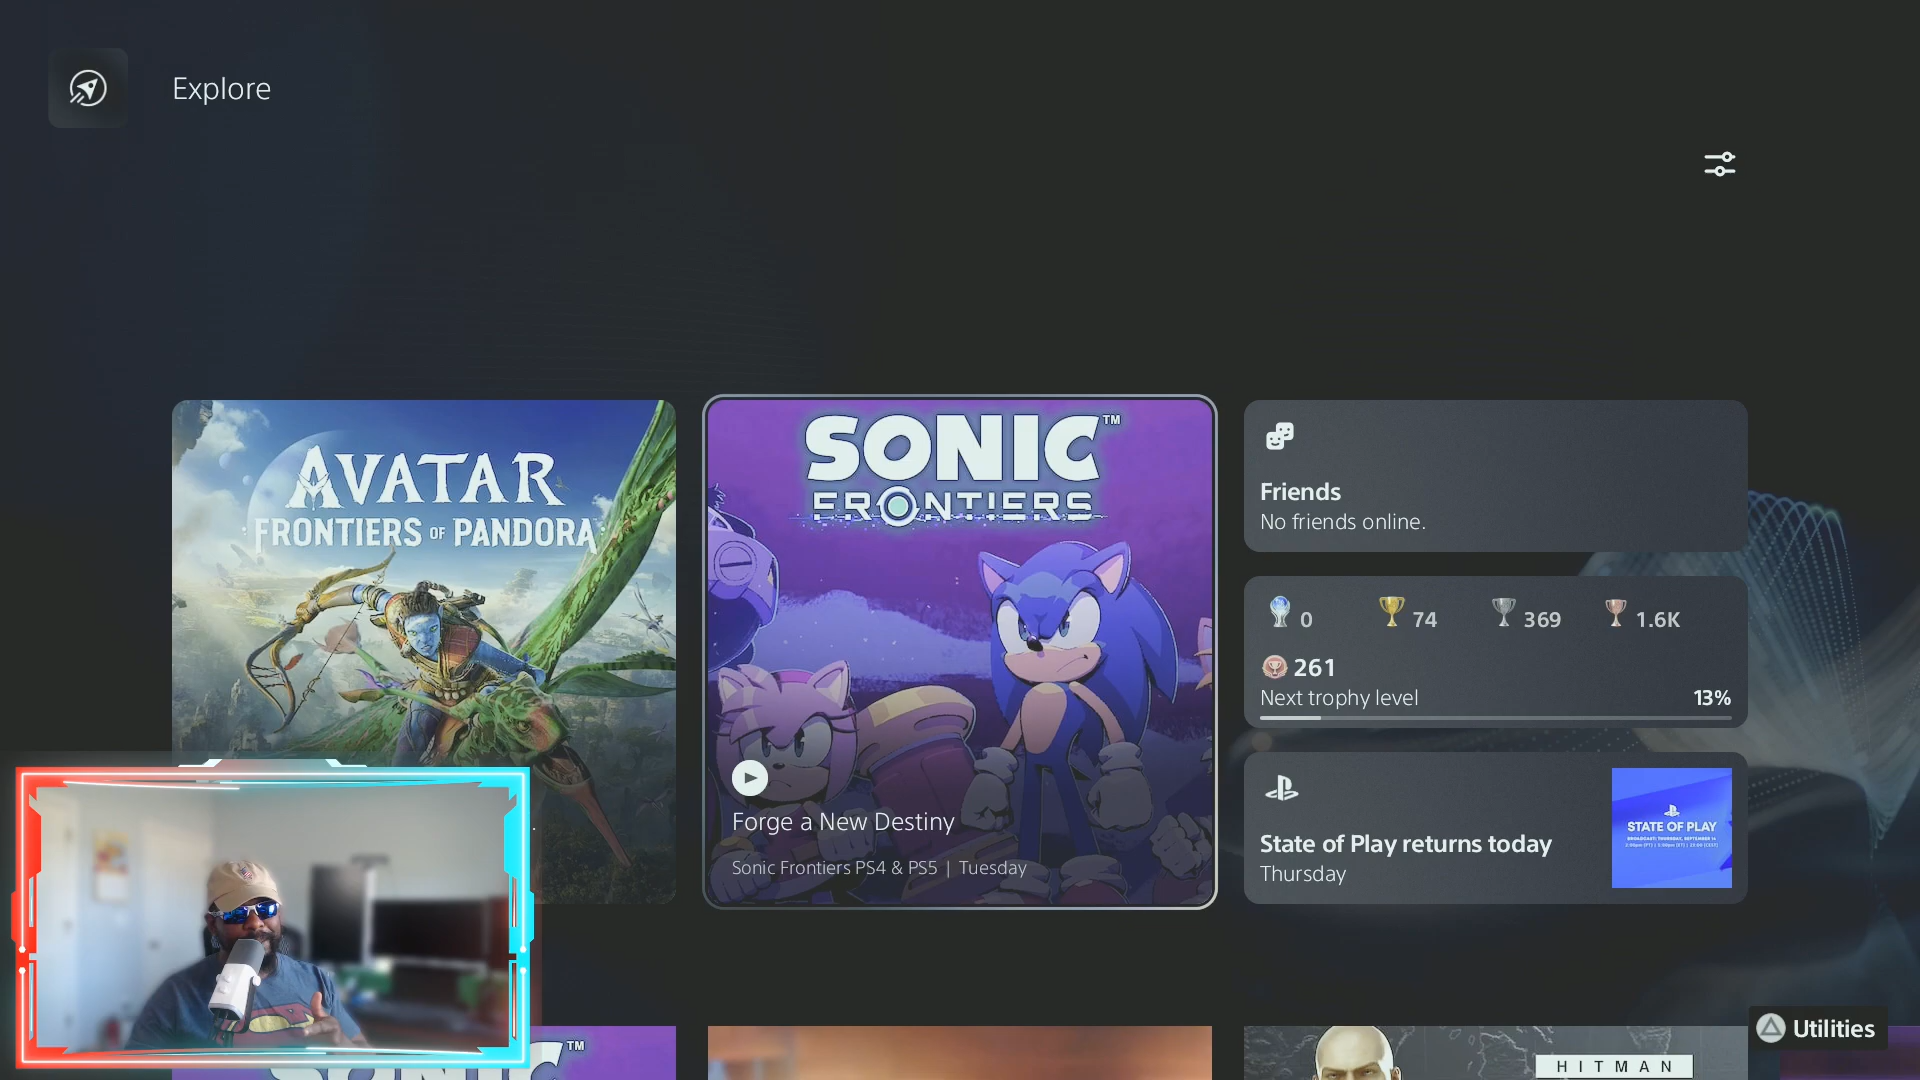 Explore
AVATAR
FRONTIERS OF PANDORA
SONIC™
FRONTIERS
Forge a New Destiny
Sonic Frontiers PS4 & PS5 | Tuesday
Friends
No friends online.
0
74
369
1.6K
261
Next trophy level
13%
State of Play returns today
Thursday
STATE OF PLAY
TM
HITMAN
Utilities